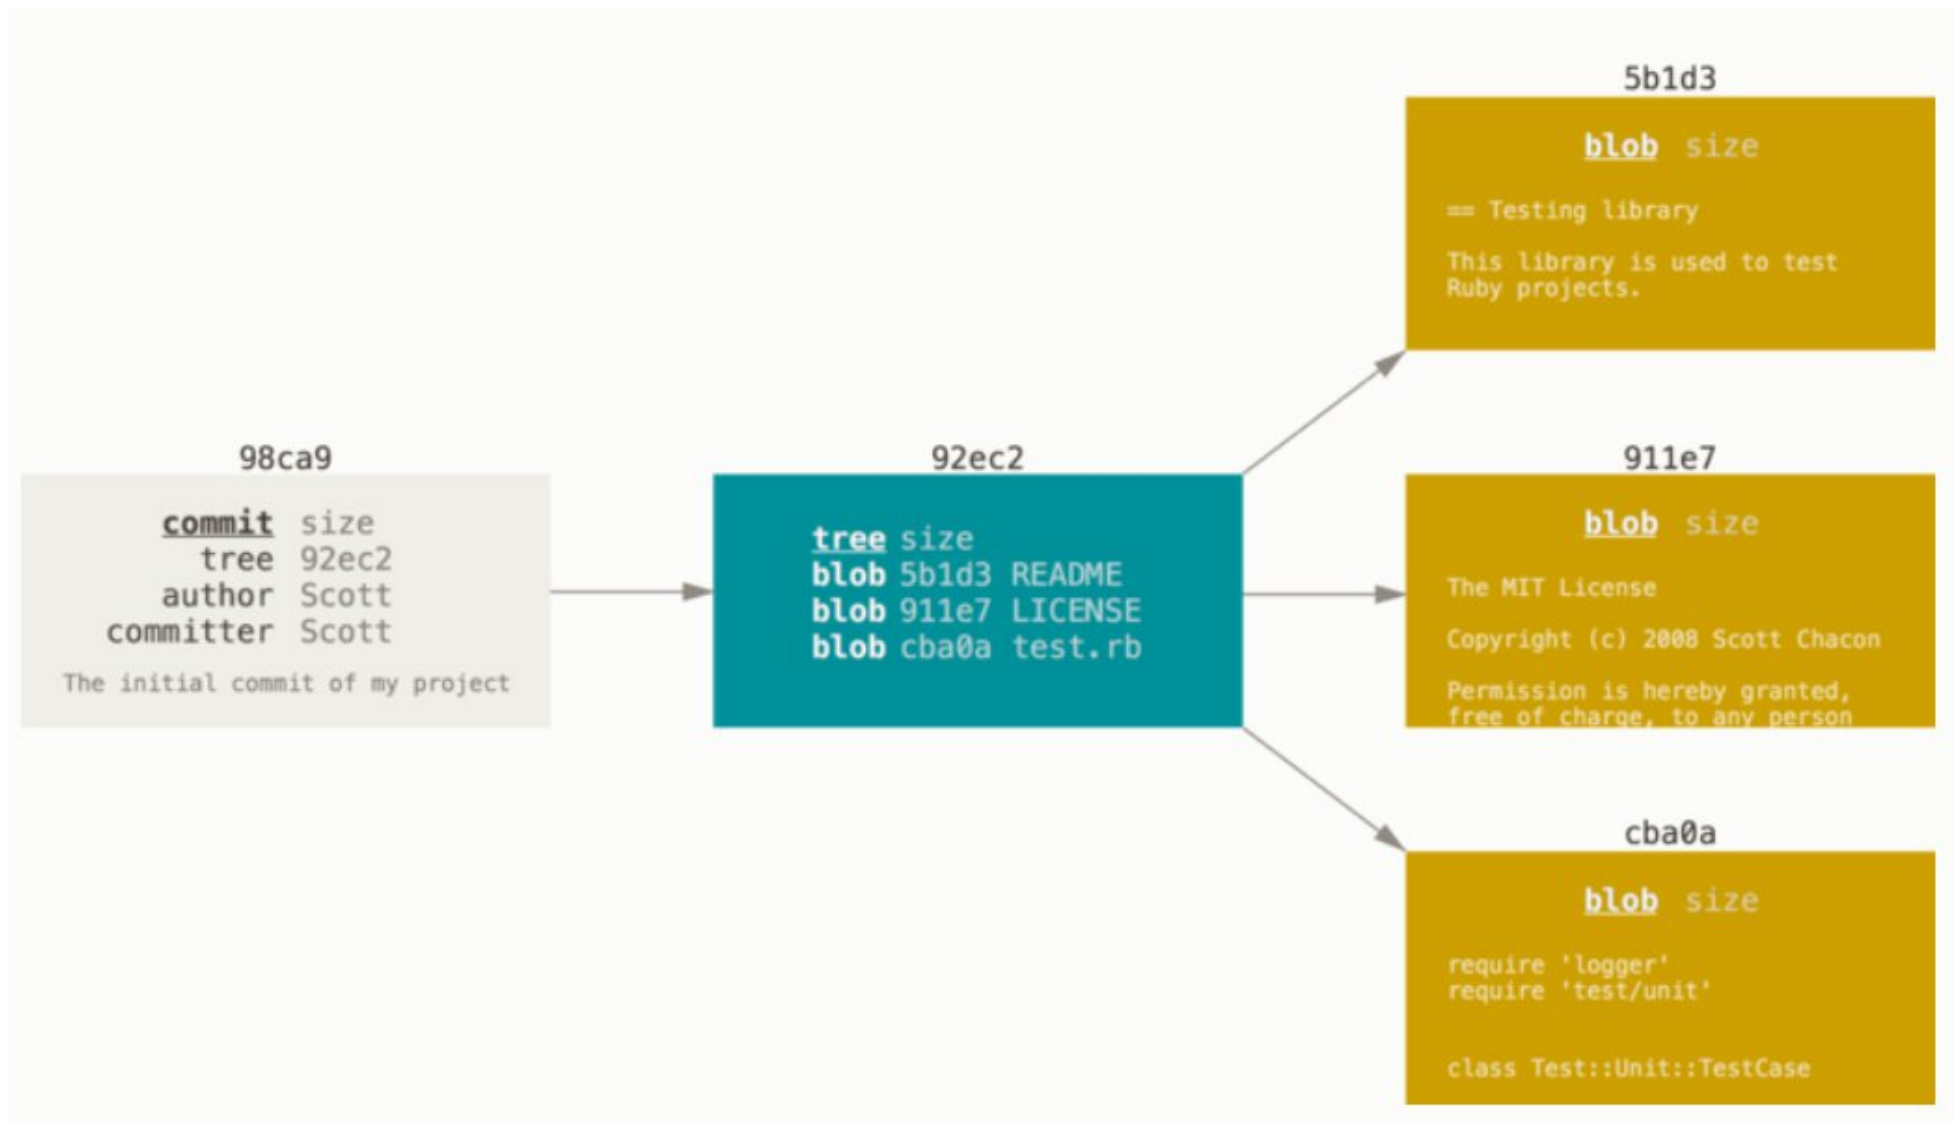 98ca9
commit size
tree 92ec2
author Scott
committer Scott
The initial commit of my project
92ec2
tree size
blob 5b1d3 README
blob 911e7 LICENSE
blob cba0a test.rb
5b1d3
blob size
== Testing library
This library is used to test
Ruby projects.
911e7
blob size
The MIT License
Copyright (c) 2008 Scott Chacon
Permission is hereby granted,
free of charge, to any person
cba0a
blob size
require 'logger'
require 'test/unit'
class Test::Unit::TestCase